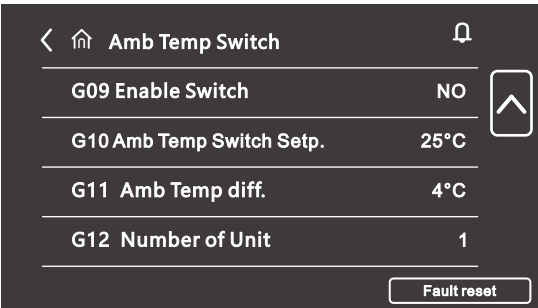 Amb Temp Switch
G09 Enable Switch NO
G10 Amb Temp Switch Setp. 25°C
G11 Amb Temp diff. 4°C
G12 Number of Unit 1
Fault reset